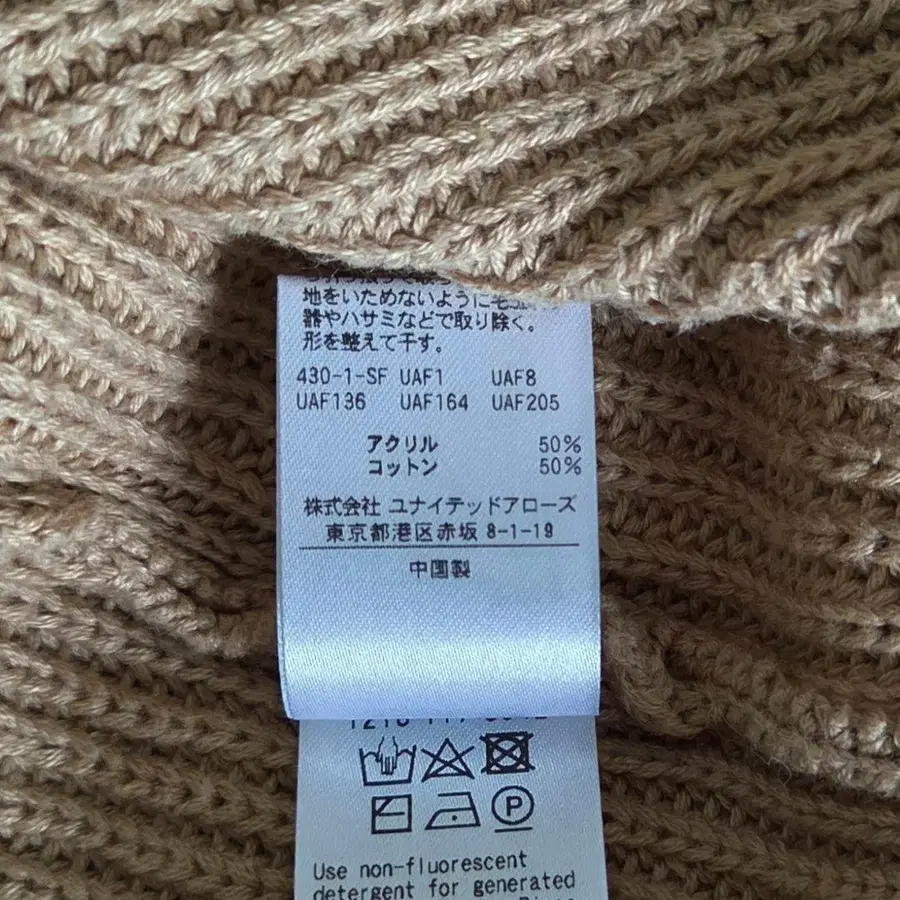 地をいためないように毛
器やハサミなどで取り除く。
形を整えて干す。
430-1-SF UAF1 UAF8
UAF136 UAF164 UAF205
アクリル 50%
コットン 50%
株式会社 ユナイテッドアローズ
東京都港区赤坂 8-1-19
中国製
P
Use non-fluorescent
detergent for generated